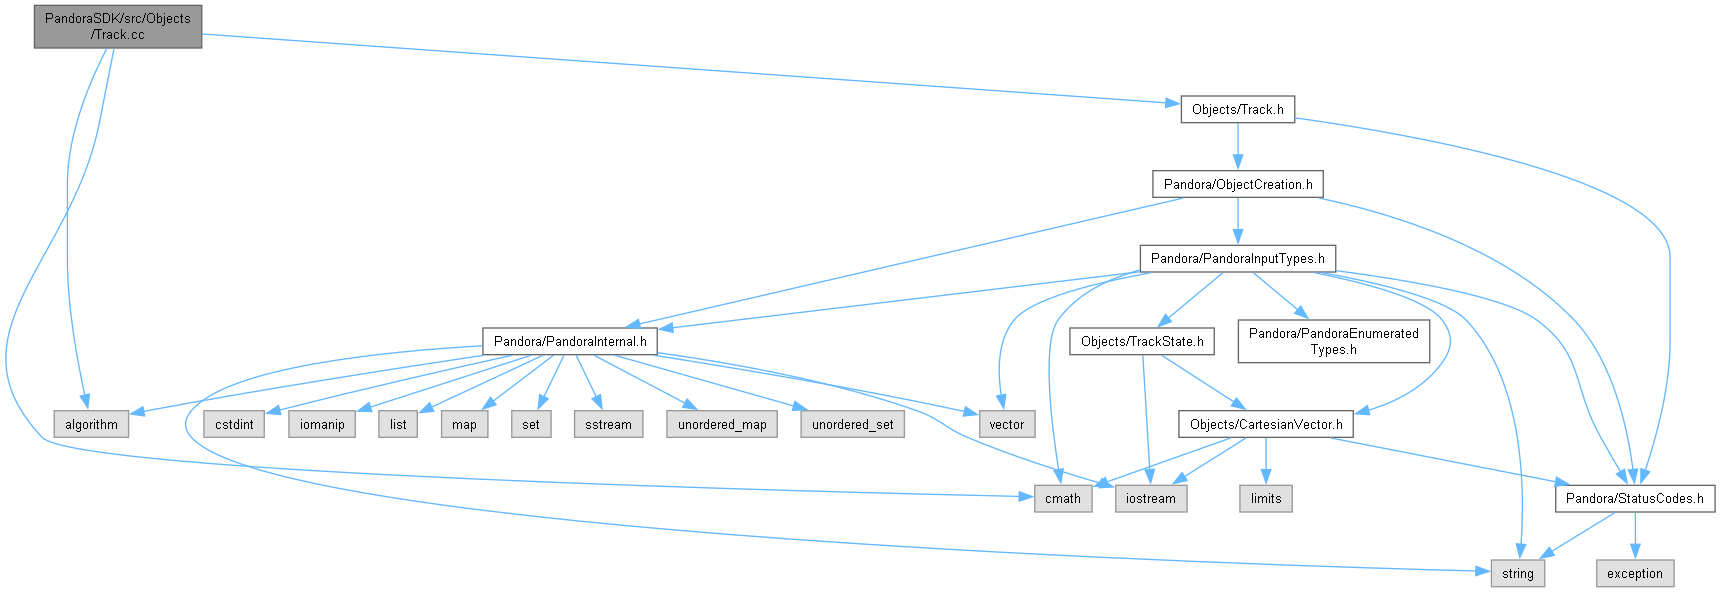 PandoraSDK/src/Objects
/Track.cc
Objects/Track.h
Pandora/ObjectCreation.h
Pandora/PandoraInputTypes.h
Pandora/PandoraInternal.h
Objects/TrackState.h
Pandora/PandoraEnumerated
Types.h
algorithm
cstdint
iomanip
list
map
set
sstream
unordered_map
unordered_set
vector
Objects/CartesianVector.h
cmath
iostream
limits
Pandora/StatusCodes.h
string
exception